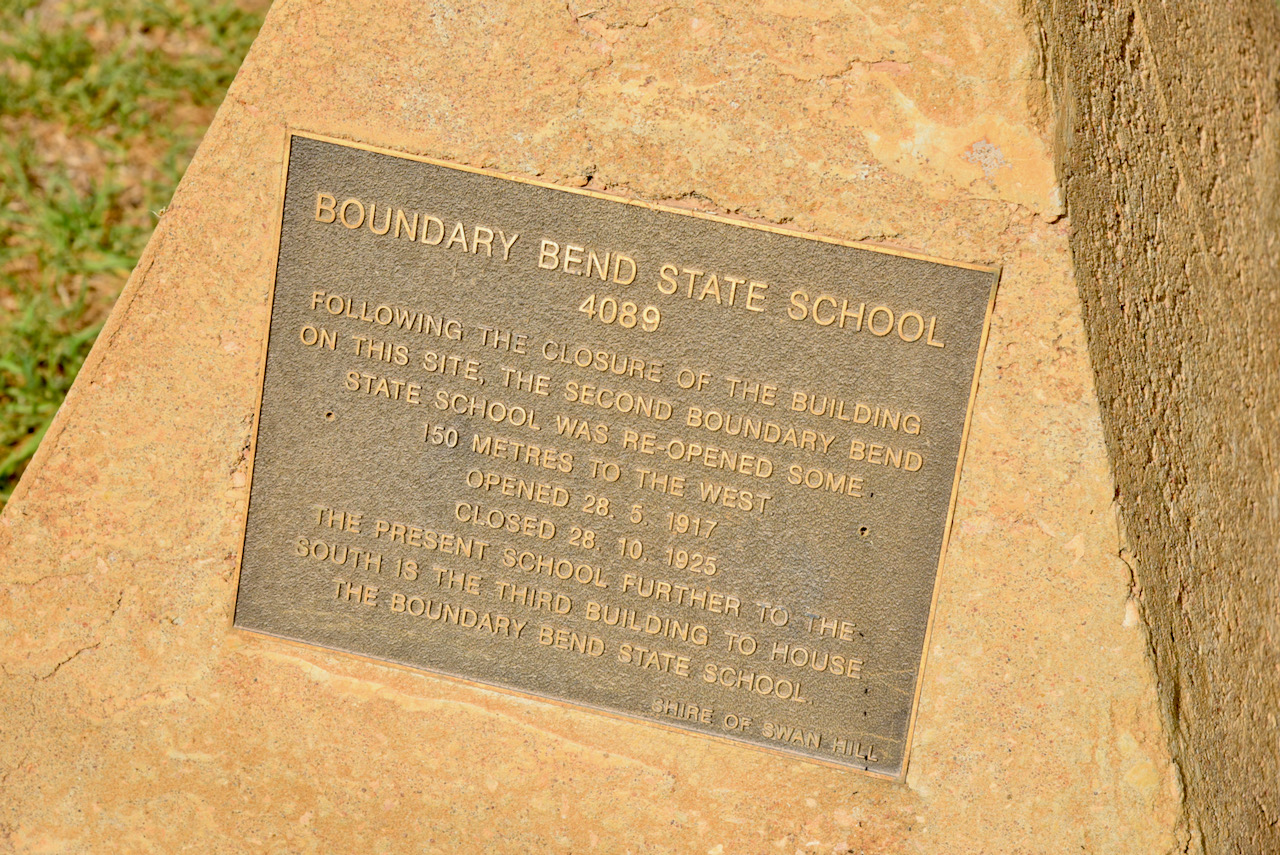 BOUNDARY BEND STATE SCHOOL
4089
FOLLOWING THE CLOSURE OF THE BUILDING
ON THIS SITE, THE SECOND BOUNDARY BEND
STATE SCHOOL WAS RE-OPENED SOME
150 METRES TO THE WEST.
OPENED 28. 5. 1917
CLOSED 28. 10. 1925
THE PRESENT SCHOOL FURTHER TO THE
SOUTH IS THE THIRD BUILDING TO HOUSE
THE BOUNDARY BEND STATE SCHOOL.
SHIRE OF SWAN HILL